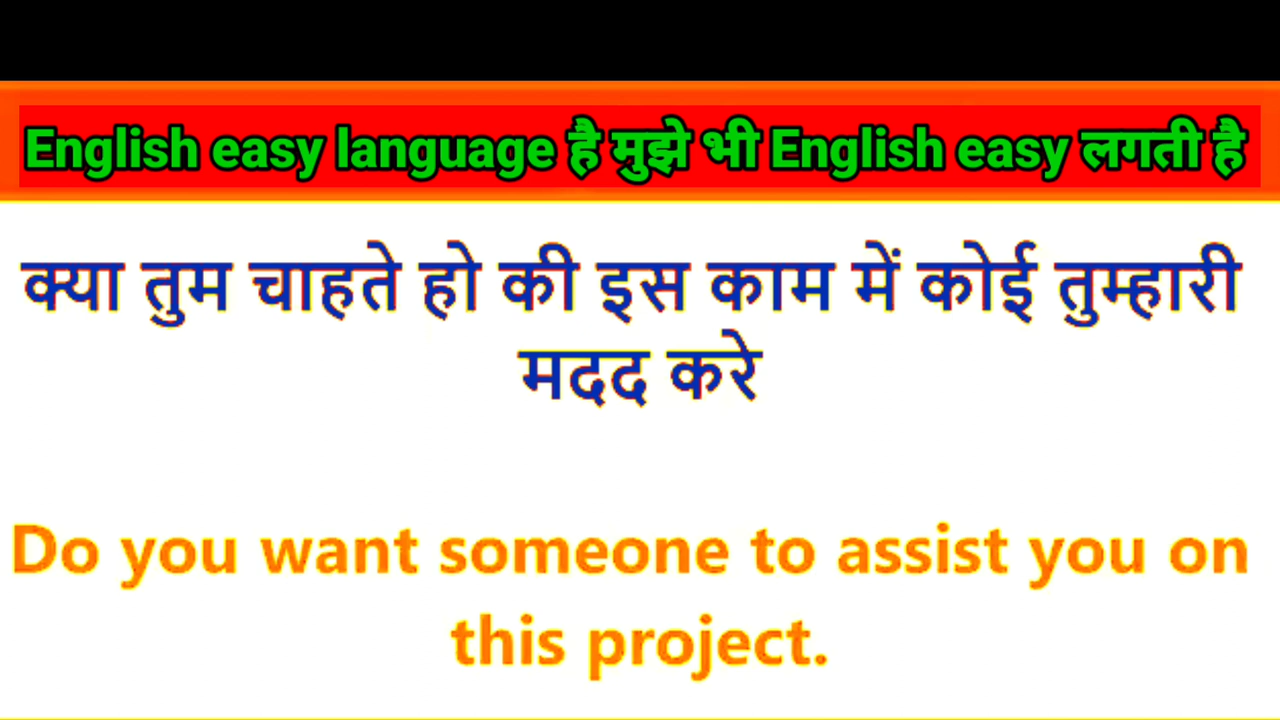 English easy language है मुझे भी English easy लगती है
क्या तुम चाहते हो की इस काम में कोई तुम्हारी
मदद करे
Do you want someone to assist you on
this project.